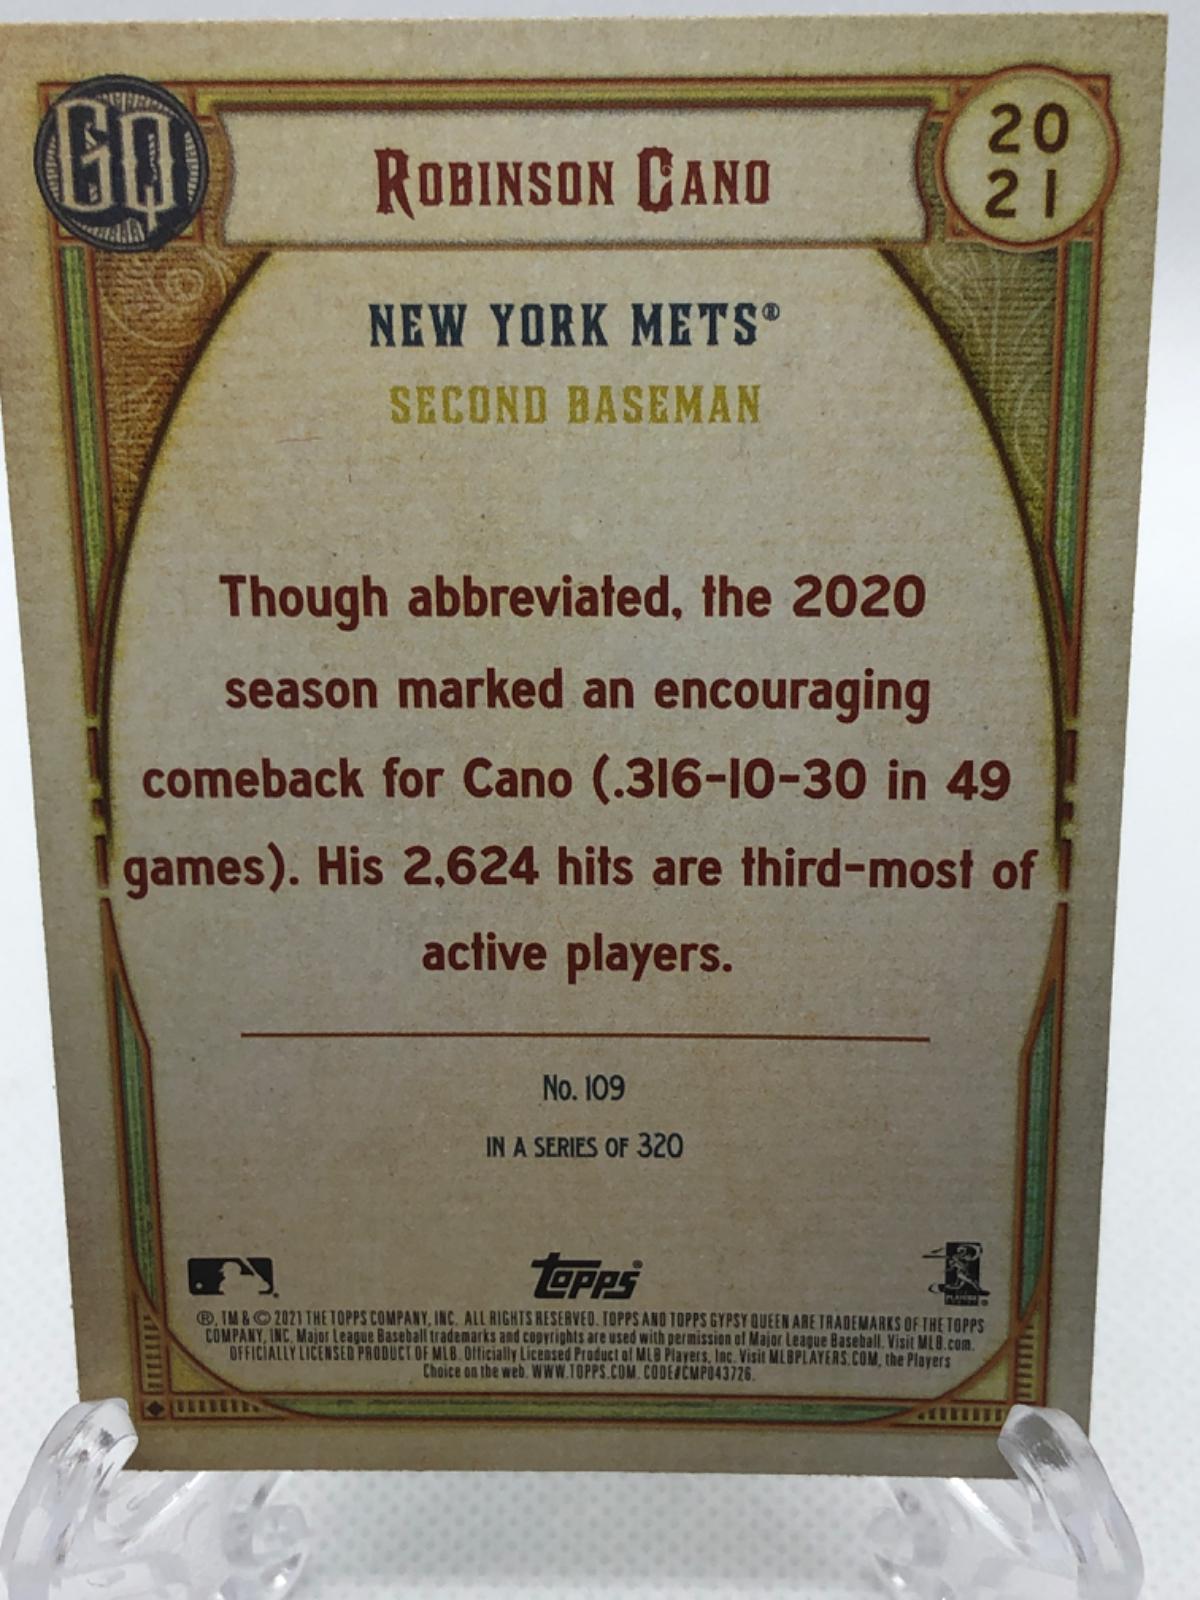 GQ
ROBINSON CANO
20
21
NEW YORK METS®
SECOND BASEMAN
Though abbreviated, the 2020
season marked an encouraging
comeback for Cano (.316-10-30 in 49
games). His 2,624 hits are third-most of
active players.
No. 109
IN A SERIES OF 320
topps®
®, TM & © 2021 THE TOPPS COMPANY, INC. ALL RIGHTS RESERVED. TOPPS AND TOPPS GYPSY QUEEN ARE TRADEMARKS OF THE TOPPS
COMPANY, INC. Major League Baseball trademarks and copyrights are used with permission of Major League Baseball. Visit MLB.com.
OFFICIALLY LICENSED PRODUCT OF MLB. Officially Licensed Product of MLB Players, Inc. Visit MLBPLAYERS.COM, the Players
Choice on the web. WWW.TOPPS.COM. CODE#CMP043726.